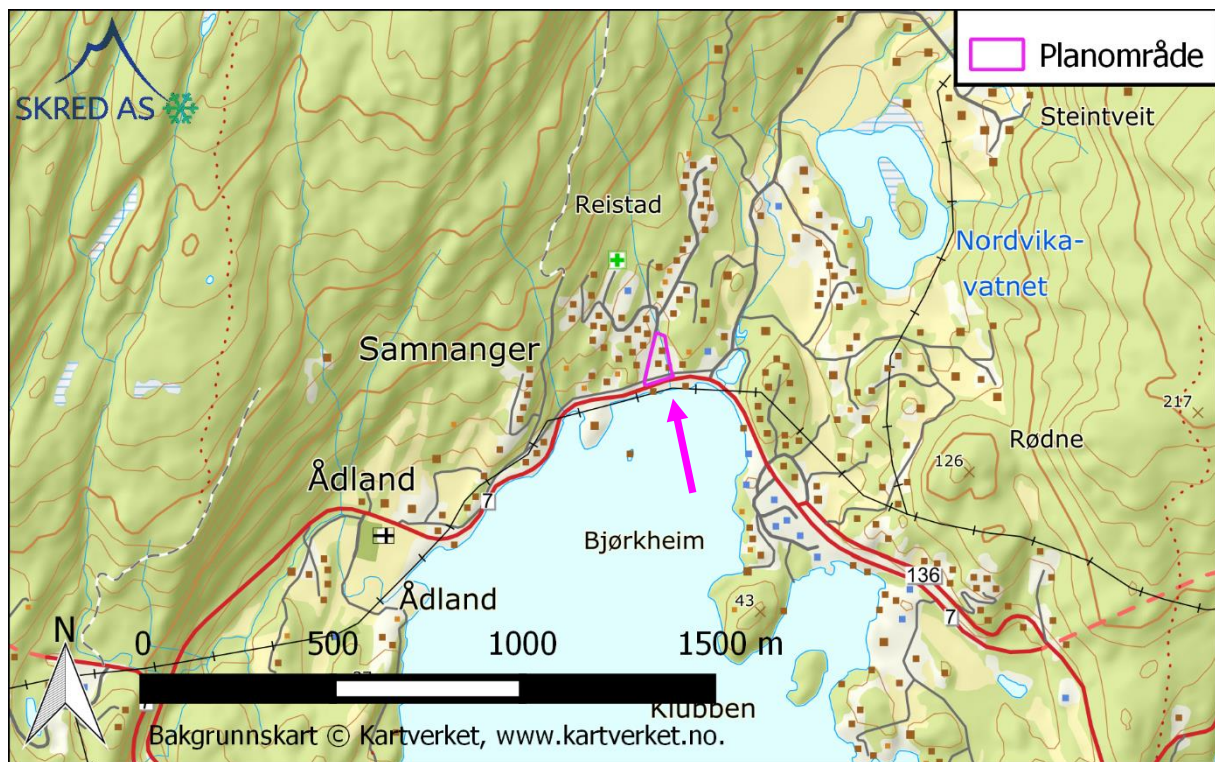 SKRED AS
Planområde
Steintveit
Reistad
Nordvika-
vatnet
Samnanger
217
Rødne
126
Ådland
7
Bjørkheim
136
43
Ådland
7
N
0 500 1000 1500 m
Klubben
Bakgrunnskart © Kartverket, www.kartverket.no.